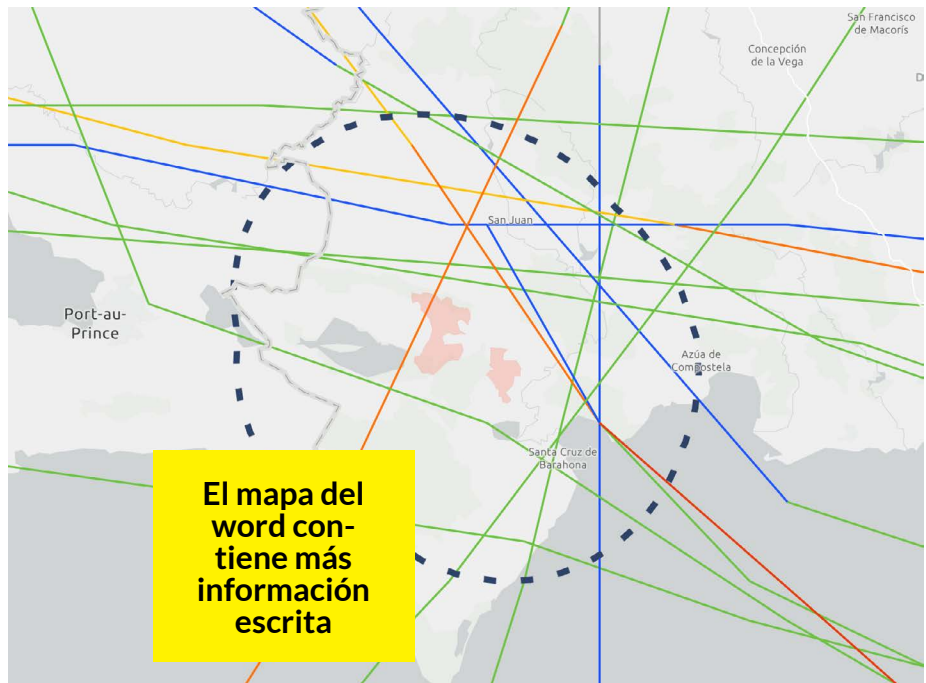 San Francisco
de Macorís
Concepción
de la Vega
D
San Juan
Port-au-
Prince
Azúa de
Compostela
Santa Cruz de
Barahona
El mapa del
word con-
tiene más
información
escrita